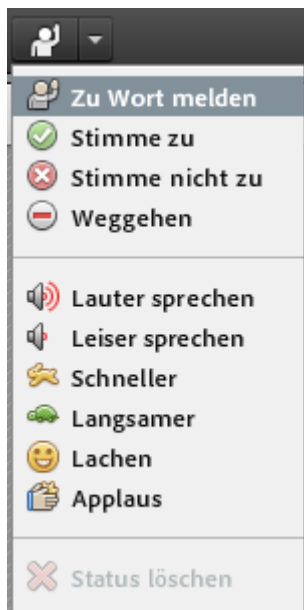 Zu Wort melden
Stimme zu
Stimme nicht zu
Weggehen
Lauter sprechen
Leiser sprechen
Schneller
Langsamer
Lachen
Applaus
Status löschen